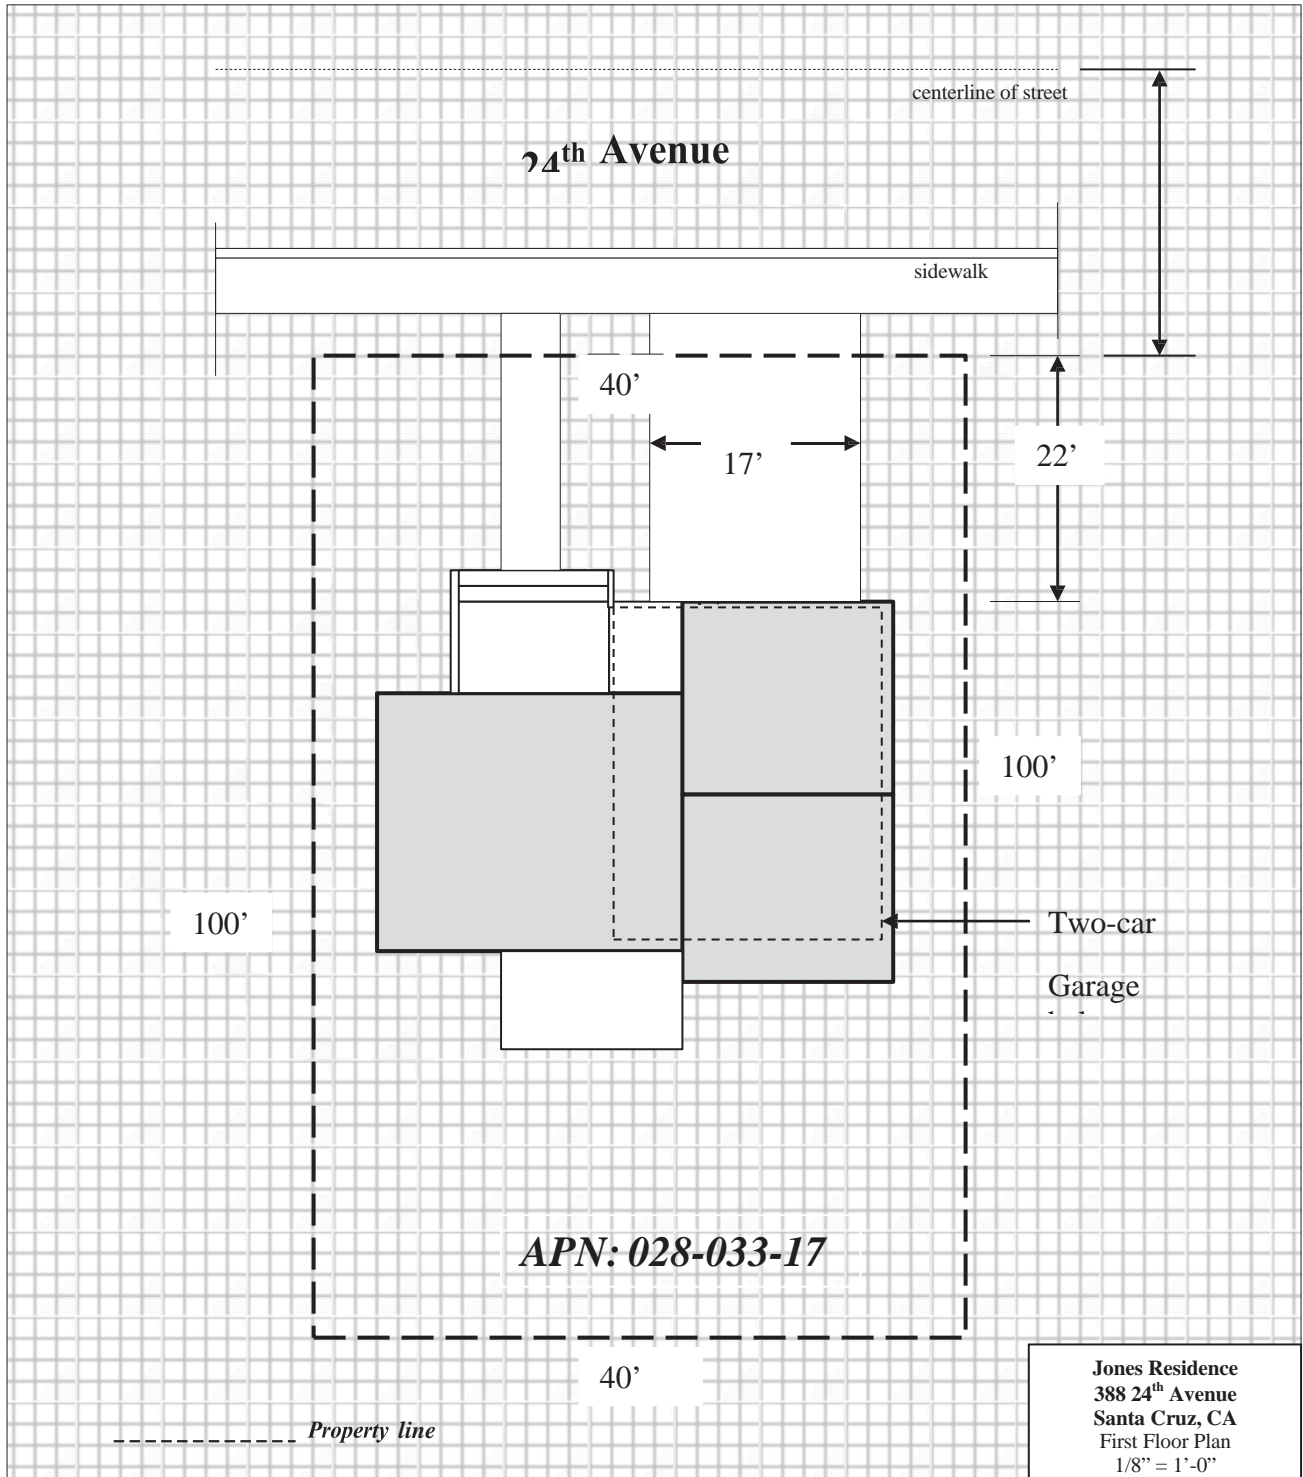 centerline of street
24th Avenue
sidewalk
40’
17’
22’
100’
100’
Two-car
Garage
APN: 028-033-17
40’
Property line
Jones Residence
388 24th Avenue
Santa Cruz, CA
First Floor Plan
1/8” = 1’-0”